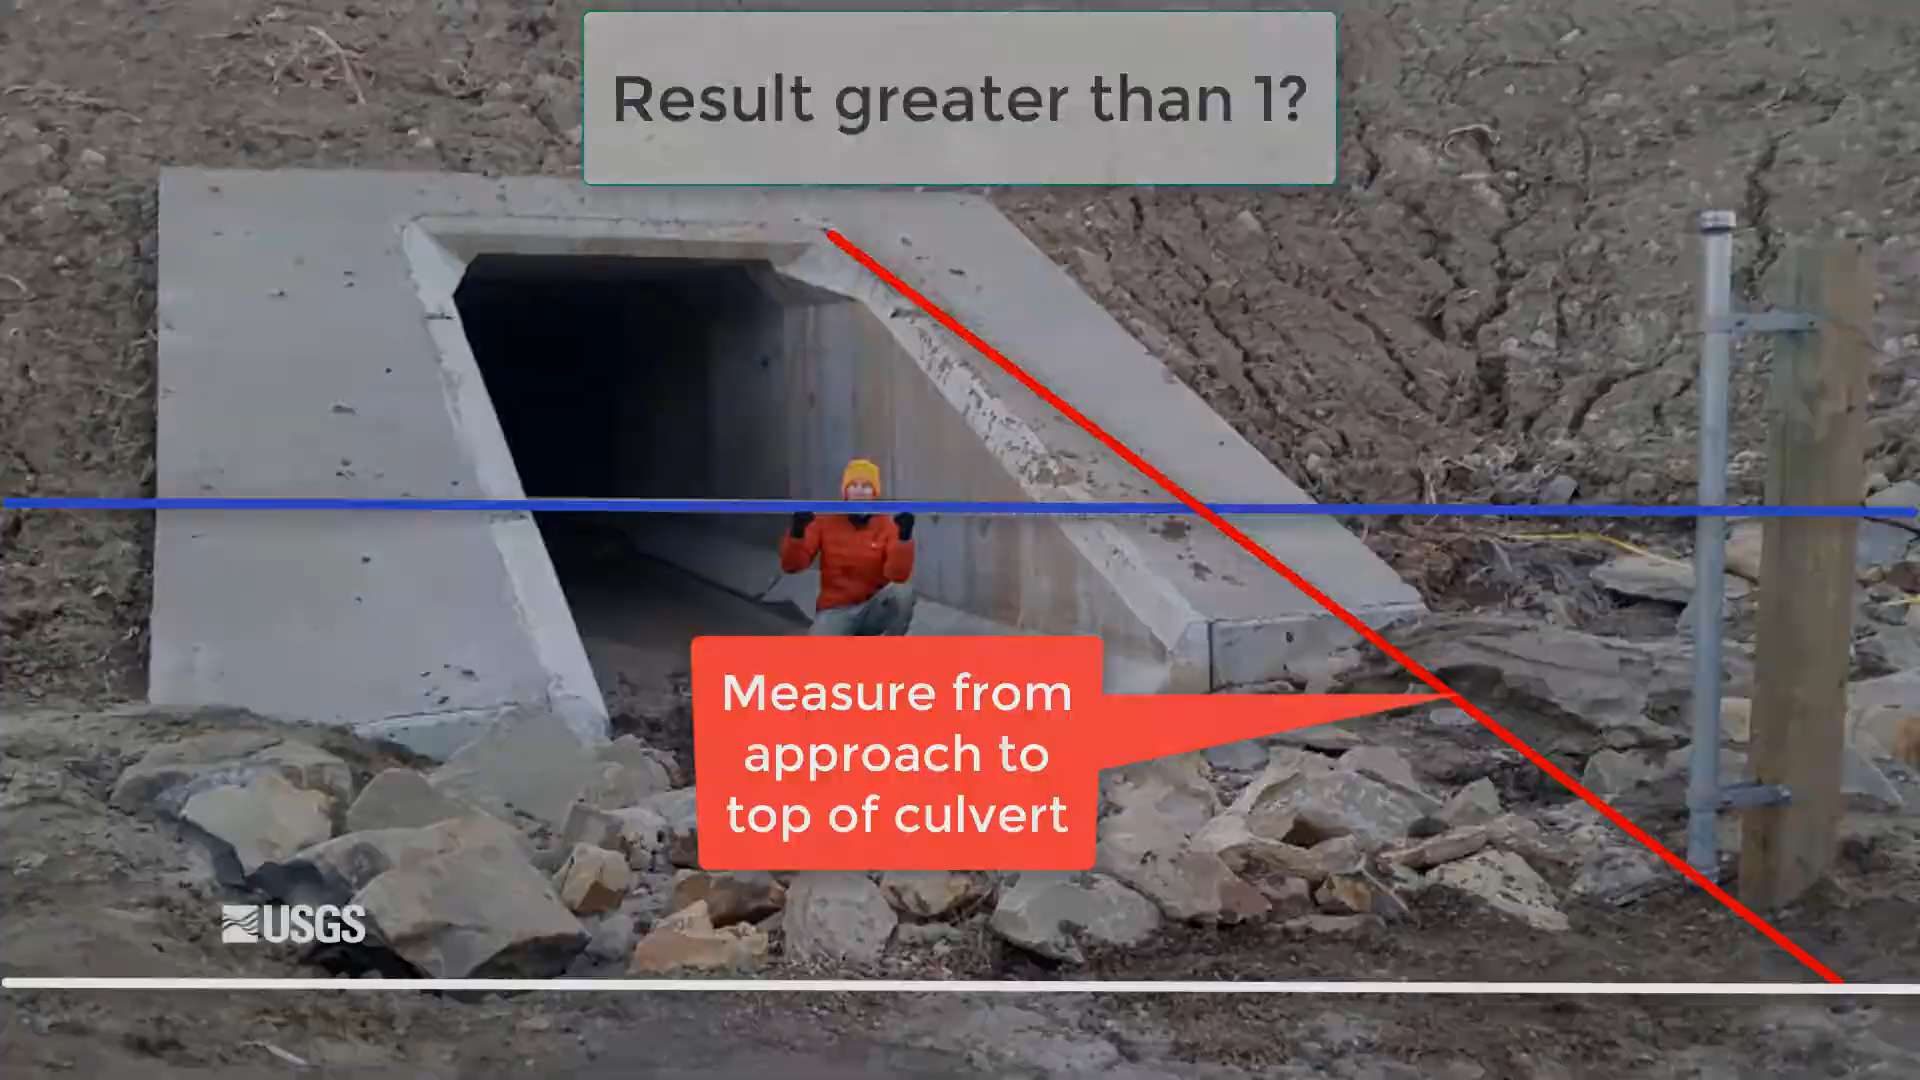 Result greater than 1?
Measure from
approach to
top of culvert
USGS